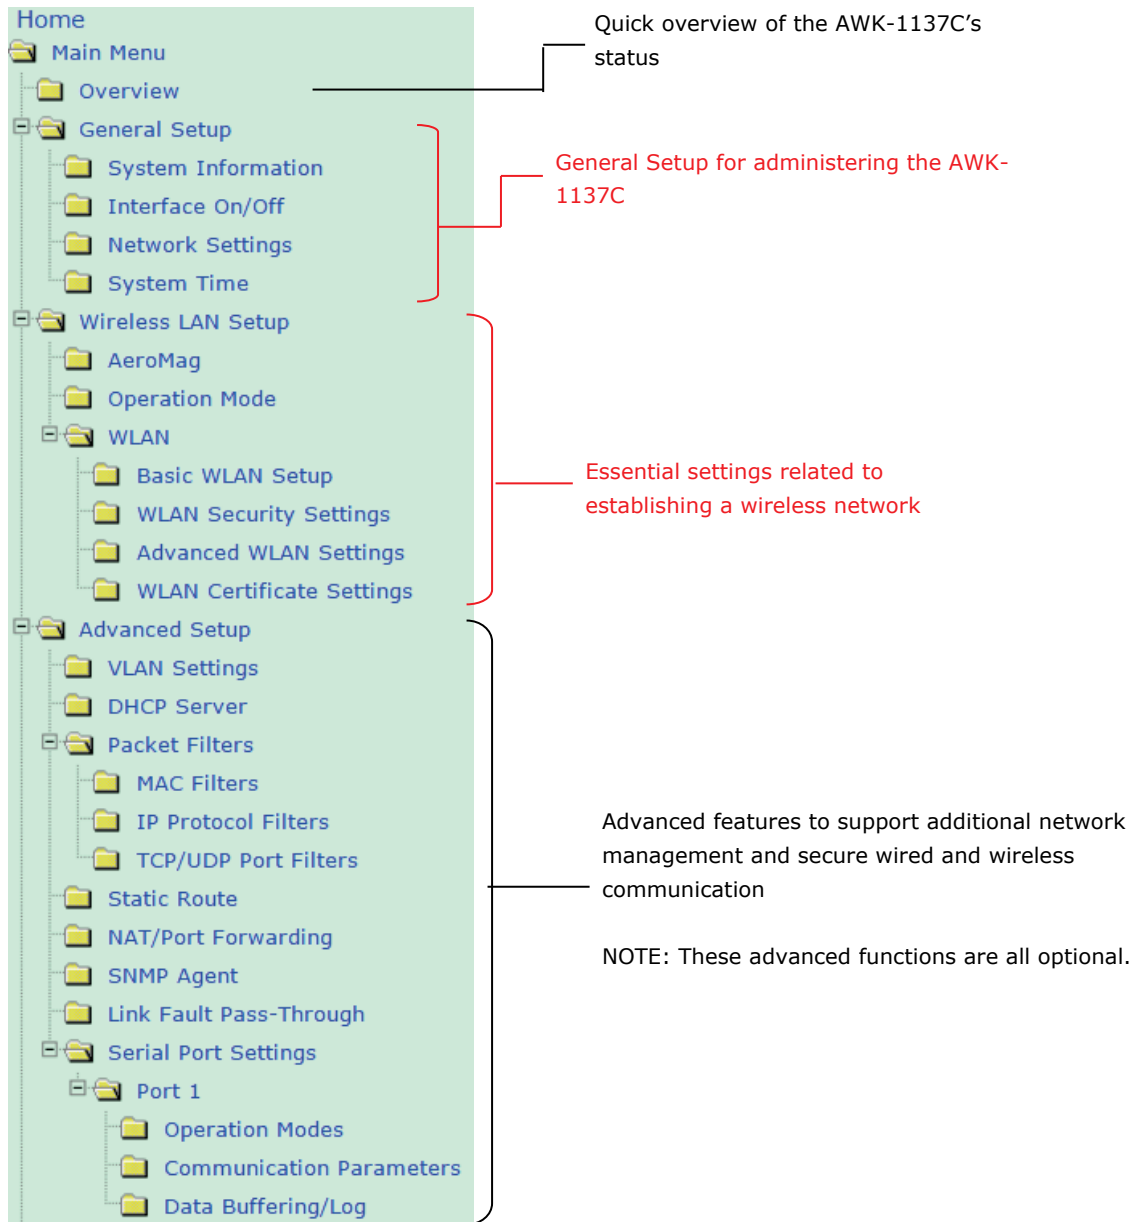 Home
Main Menu
Overview
Quick overview of the AWK-1137C’s
status
General Setup
System Information
Interface On/Off
Network Settings
System Time
General Setup for administering the AWK-
1137C
Wireless LAN Setup
AeroMag
Operation Mode
WLAN
Basic WLAN Setup
WLAN Security Settings
Advanced WLAN Settings
WLAN Certificate Settings
Essential settings related to
establishing a wireless network
Advanced Setup
VLAN Settings
DHCP Server
Packet Filters
MAC Filters
IP Protocol Filters
TCP/UDP Port Filters
Static Route
NAT/Port Forwarding
SNMP Agent
Link Fault Pass-Through
Serial Port Settings
Port 1
Operation Modes
Communication Parameters
Data Buffering/Log
Advanced features to support additional network
management and secure wired and wireless
communication
NOTE: These advanced functions are all optional.